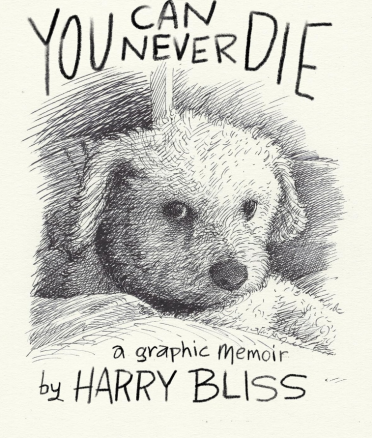 YOU CAN NEVER DIE
a graphic Memoir
by HARRY BLISS